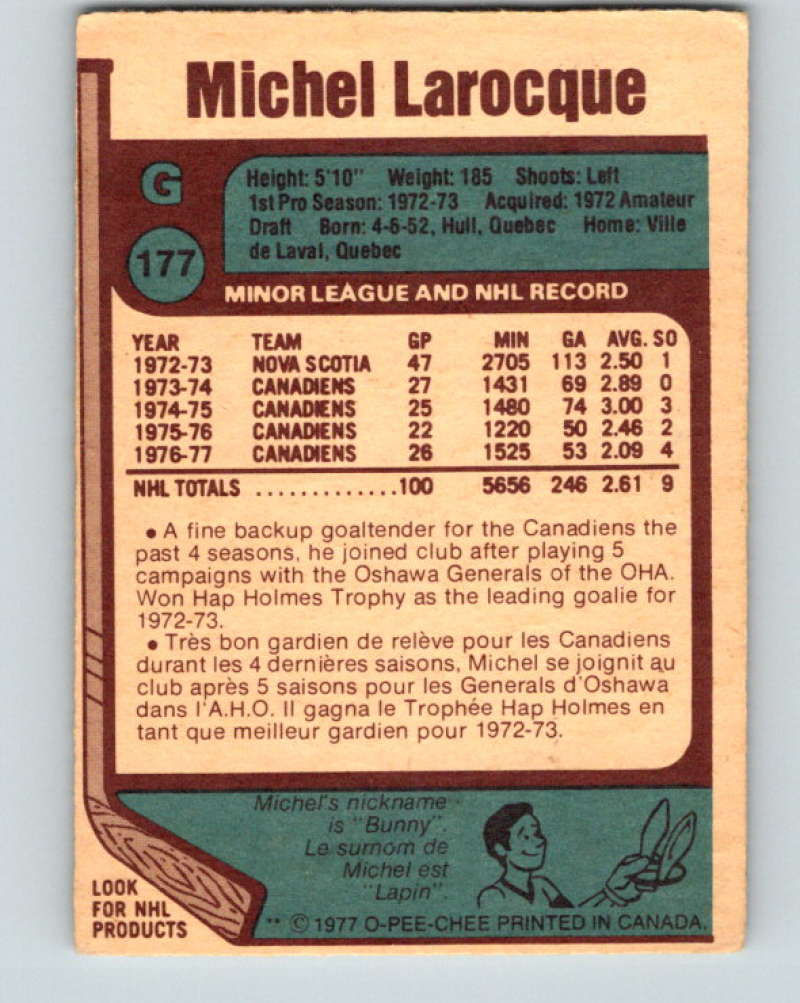 Michel Larocque
G
177
Height: 5'10" Weight: 185 Shoots: Left
1st Pro Season: 1972-73 Acquired: 1972 Amateur
Draft Born: 4-6-52, Hull, Quebec Home: Ville
de Laval, Quebec
MINOR LEAGUE AND NHL RECORD
YEAR TEAM GP MIN GA AVG. SO
1972-73 NOVA SCOTIA 47 2705 113 2.50 1
1973-74 CANADIENS 27 1431 69 2.89 0
1974-75 CANADIENS 25 1480 74 3.00 3
1975-76 CANADIENS 22 1220 50 2.46 2
1976-77 CANADIENS 26 1525 53 2.09 4
NHL TOTALS .............100 5656 246 2.61 9
• A fine backup goaltender for the Canadiens the
past 4 seasons, he joined club after playing 5
campaigns with the Oshawa Generals of the OHA.
Won Hap Holmes Trophy as the leading goalie for
1972-73.
• Très bon gardien de relève pour les Canadiens
durant les 4 dernières saisons, Michel se joignit au
club après 5 saisons pour les Generals d'Oshawa
dans l'A.H.O. Il gagna le Trophée Hap Holmes en
tant que meilleur gardien pour 1972-73.
Michel's nickname
is "Bunny".
Le surnom de
Michel est
"Lapin".
LOOK
FOR NHL
PRODUCTS
** © 1977 O-PEE-CHEE PRINTED IN CANADA.